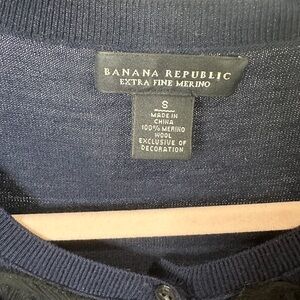 BANANA REPUBLIC
EXTRA FINE MERINO
S
MADE IN
CHINA
100% MERINO
WOOL
EXCLUSIVE OF
DECORATION